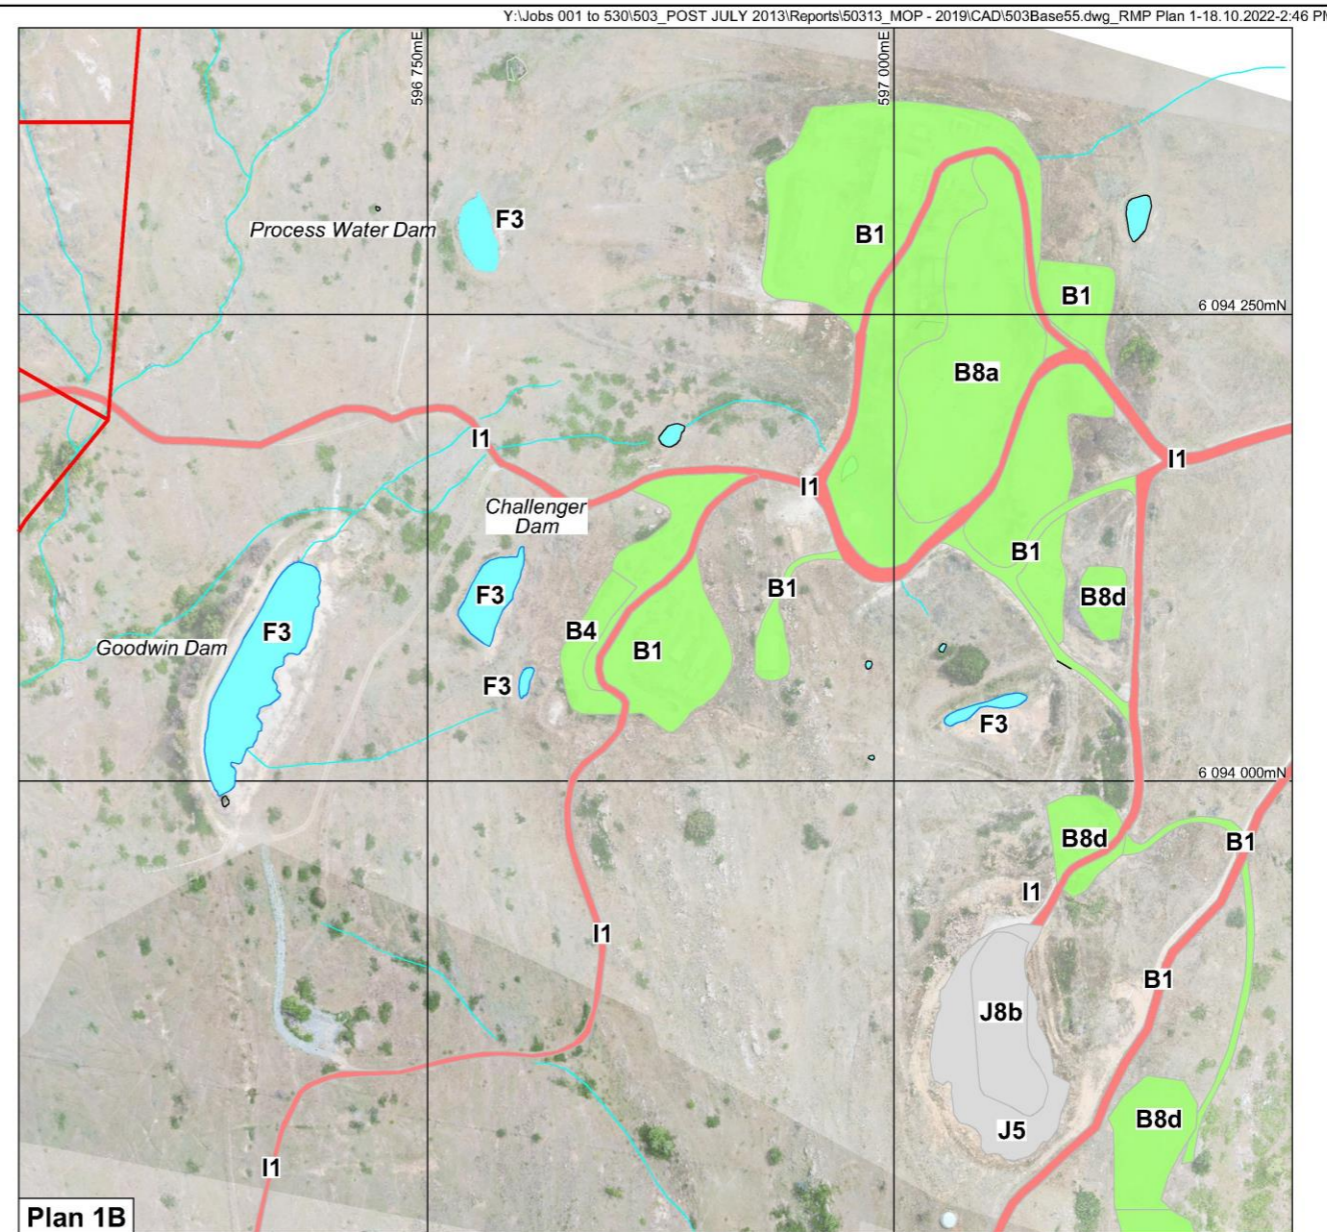 Y:\Jobs 001 to 530\503_POST JULY 2013\Reports\50313_MOP - 2019\CAD\503Base55.dwg_RMP Plan 1-18.10.2022-2:46 PM
596 750mE
597 000mE
Process Water Dam
F3
B1
B1
6 094 250mN
B8a
I1
I1
I1
Challenger
Dam
B1
F3
B1
B8d
Goodwin Dam
F3
B4
B1
F3
F3
6 094 000mN
B8d
B1
I1
I1
B1
J8b
B8d
J5
I1
Plan 1B